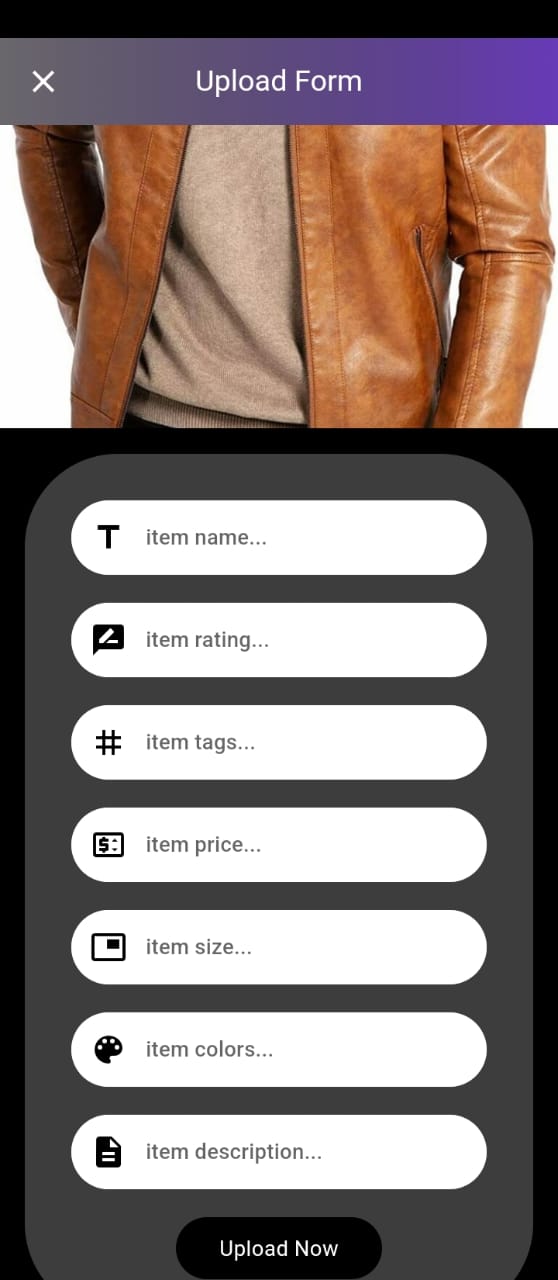 Upload Form
item name...
item rating...
item tags...
item price...
item size...
item colors...
item description...
Upload Now